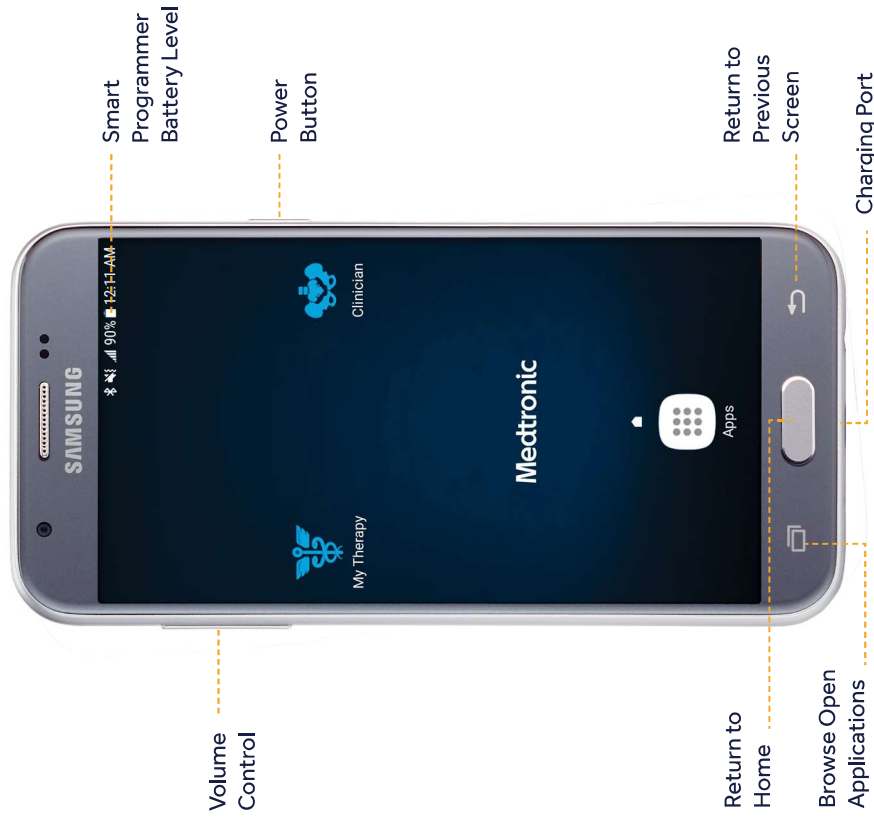 Smart
Programmer
Battery Level
Power
Button
Return to
Previous
Screen
Charging Port
SAMSUNG
90% 12:11 AM
Clinician
My Therapy
Medtronic
Apps
Volume
Control
Return to
Home
Browse Open
Applications